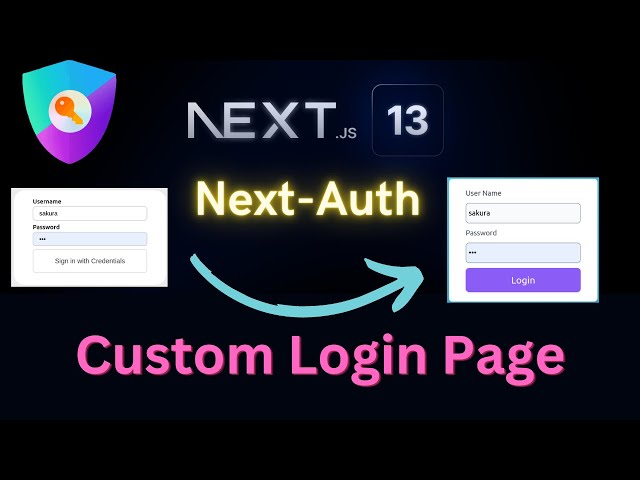 NEXT.JS 13
Next-Auth
Username
sakura
Password
•••
Sign in with Credentials
User Name
sakura
Password
•••
Login
Custom Login Page